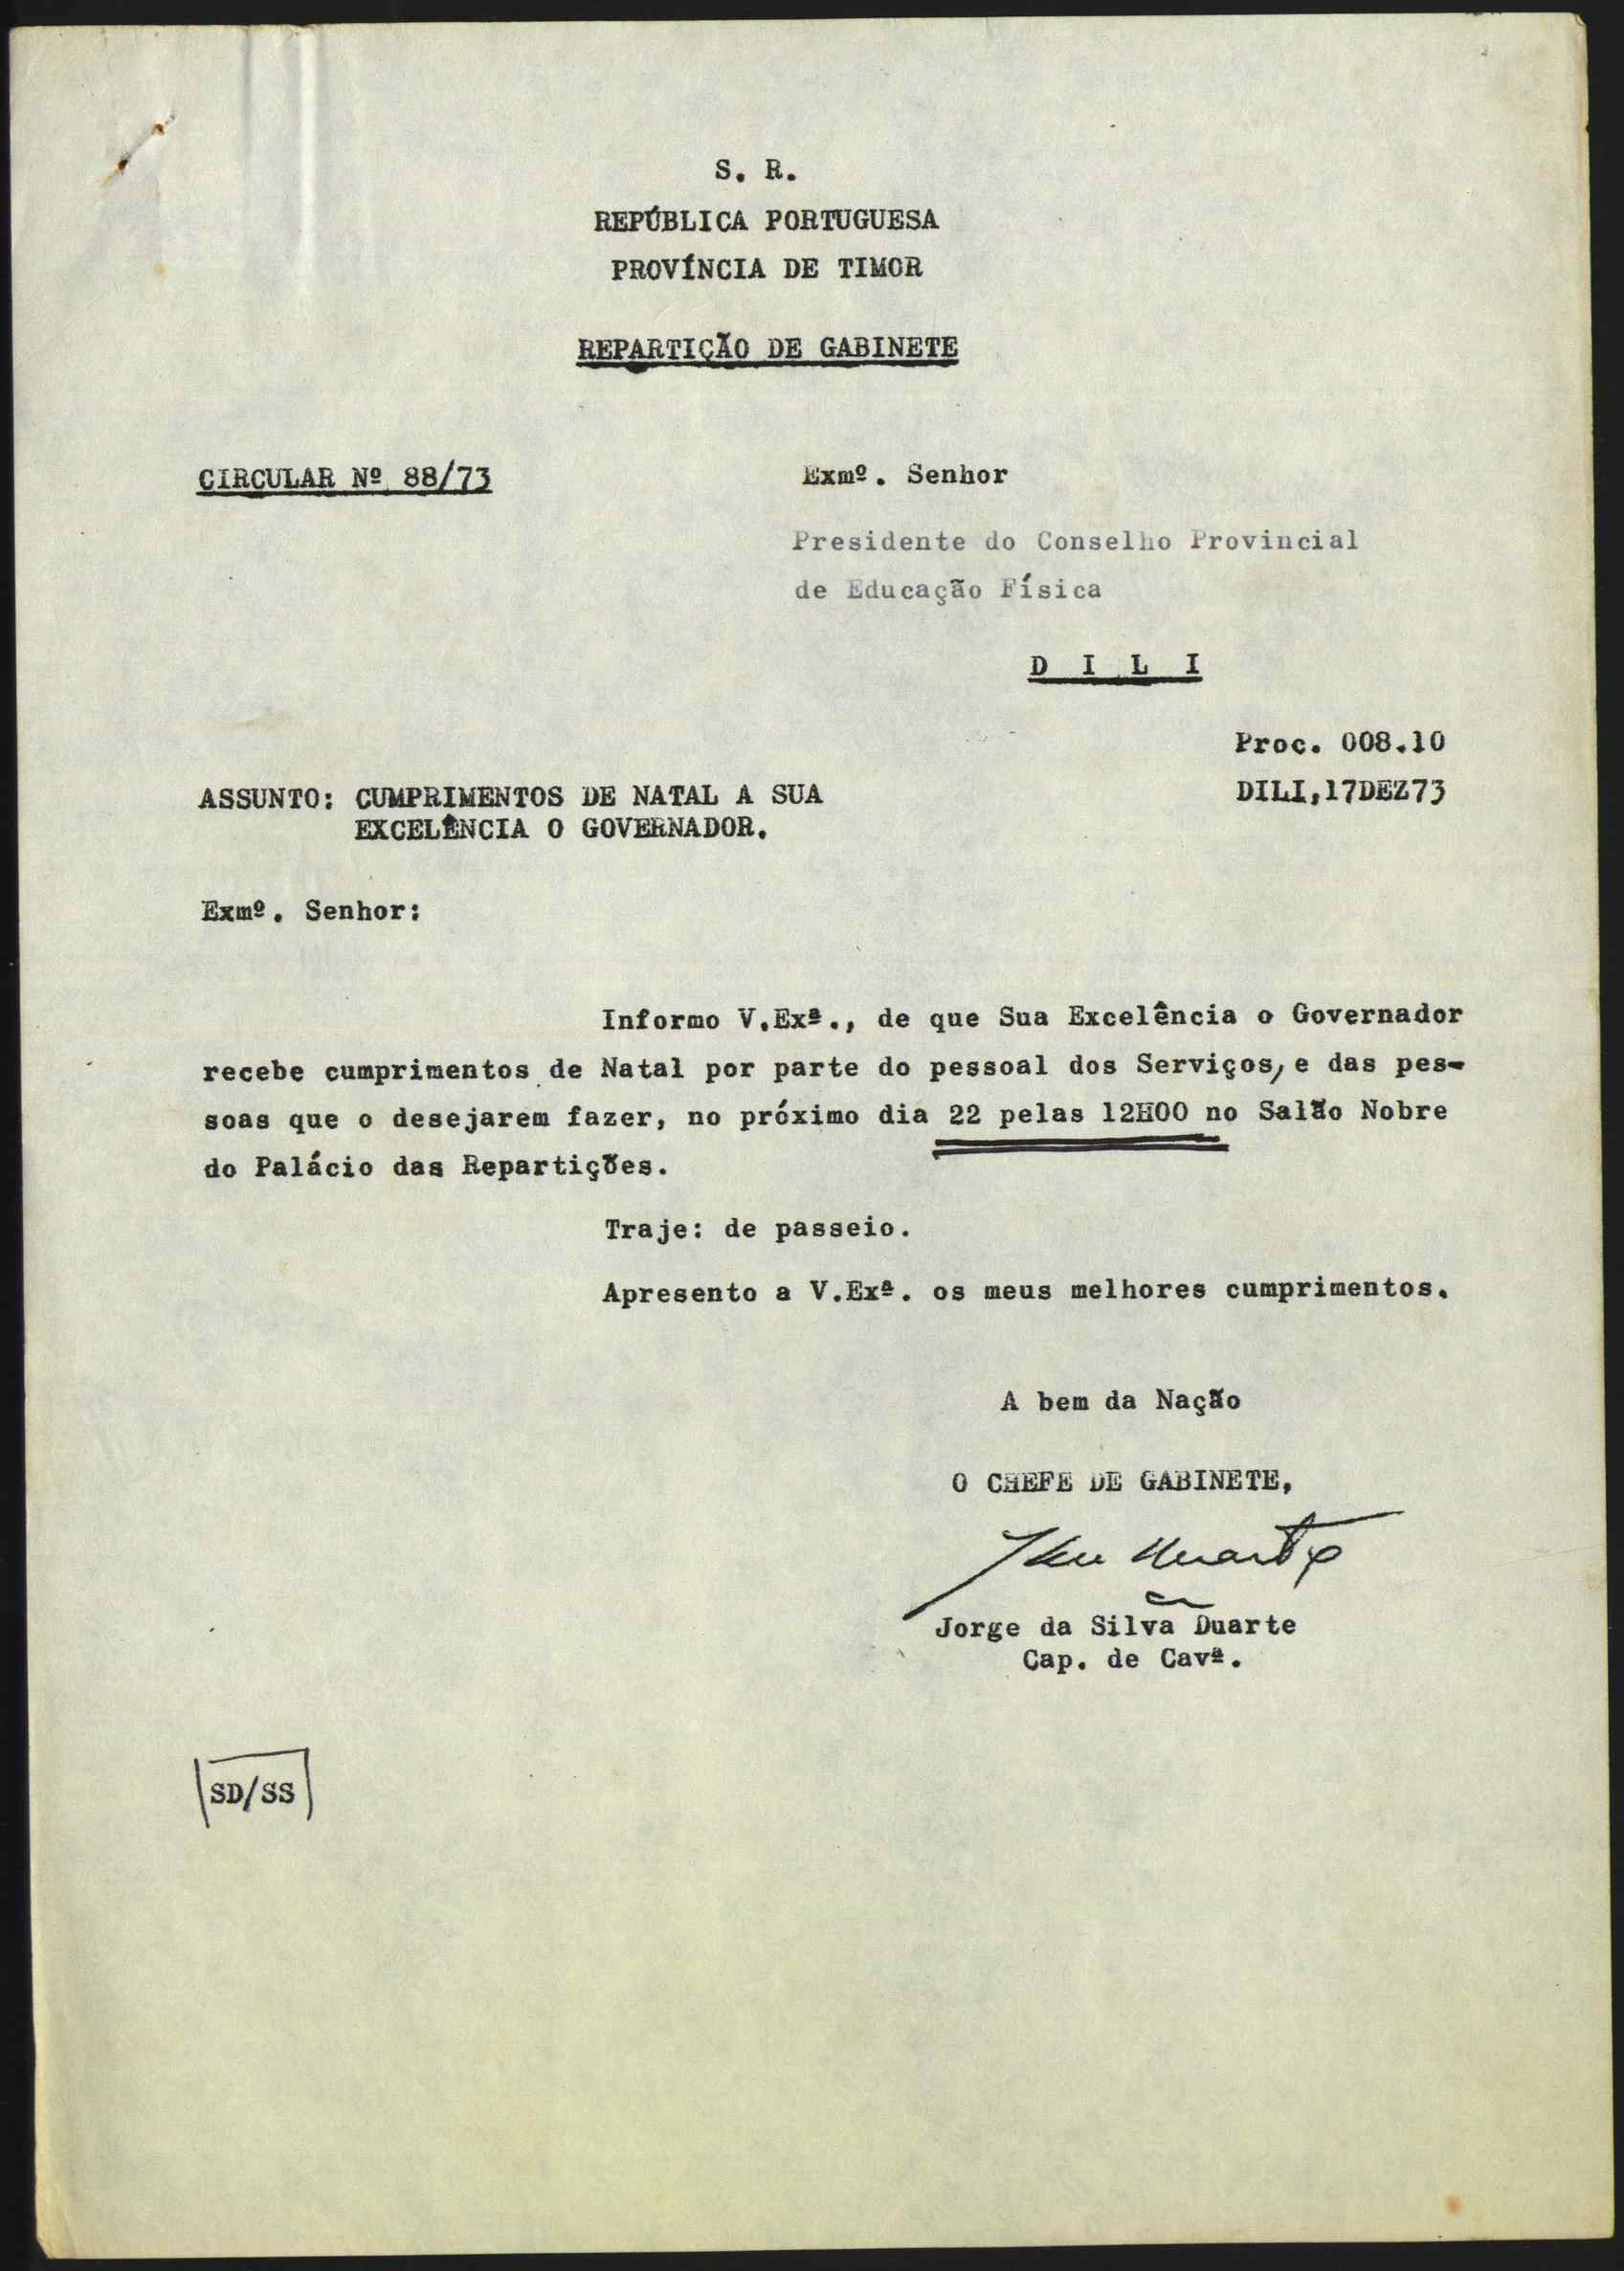 S. R.
REPÚBLICA PORTUGUESA
PROVÍNCIA DE TIMOR
REPARTIÇÃO DE GABINETE
CIRCULAR Nº 88/73
Exmº. Senhor
Presidente do Conselho Provincial
de Educação Física
D I L I
Proc. 008.10
DILI,17DEZ73
ASSUNTO: CUMPRIMENTOS DE NATAL A SUA
EXCELÊNCIA O GOVERNADOR.
Exmº. Senhor:
Informo V.Exª., de que Sua Excelência o Governador
recebe cumprimentos de Natal por parte do pessoal dos Serviços, e das pes-
soas que o desejarem fazer, no próximo dia 22 pelas 12H00 no Salão Nobre
do Palácio das Repartições.
Traje: de passeio.
Apresento a V.Exª. os meus melhores cumprimentos.
A bem da Nação
O CHEFE DE GABINETE,
Jorge da Silva Duarte
Cap. de Cavª.
SD/SS